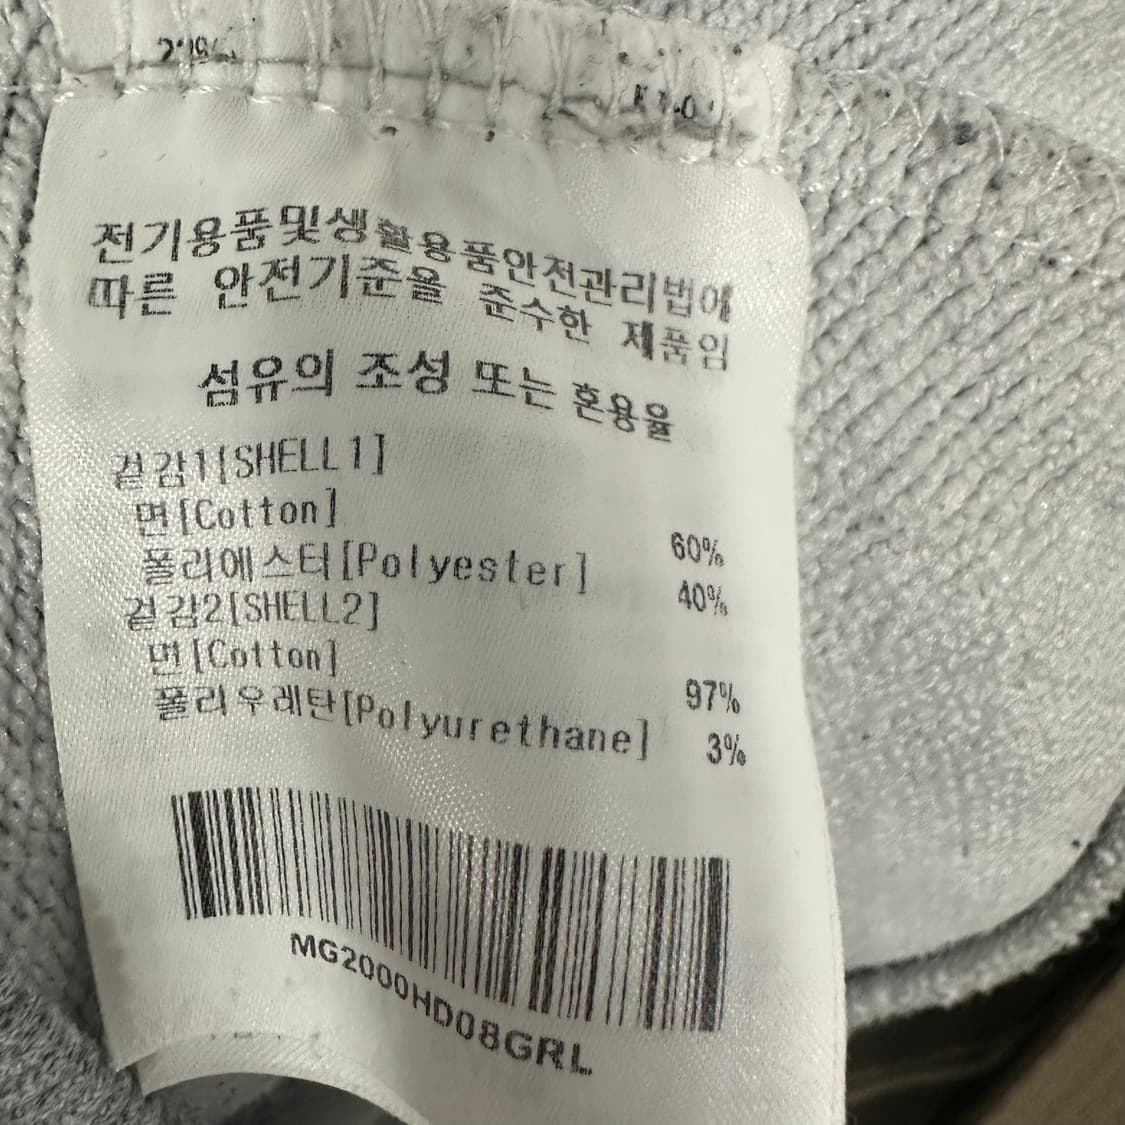 전기용품및생활용품안전관리법에
따른 안전기준을 준수한 제품임
섬유의 조성 또는 혼용율
겉감1[SHELL1]
면[Cotton] 60%
폴리에스터[Polyester] 40%
겉감2[SHELL2]
면[Cotton] 97%
폴리우레탄[Polyurethane] 3%
MG2000HD08GRL